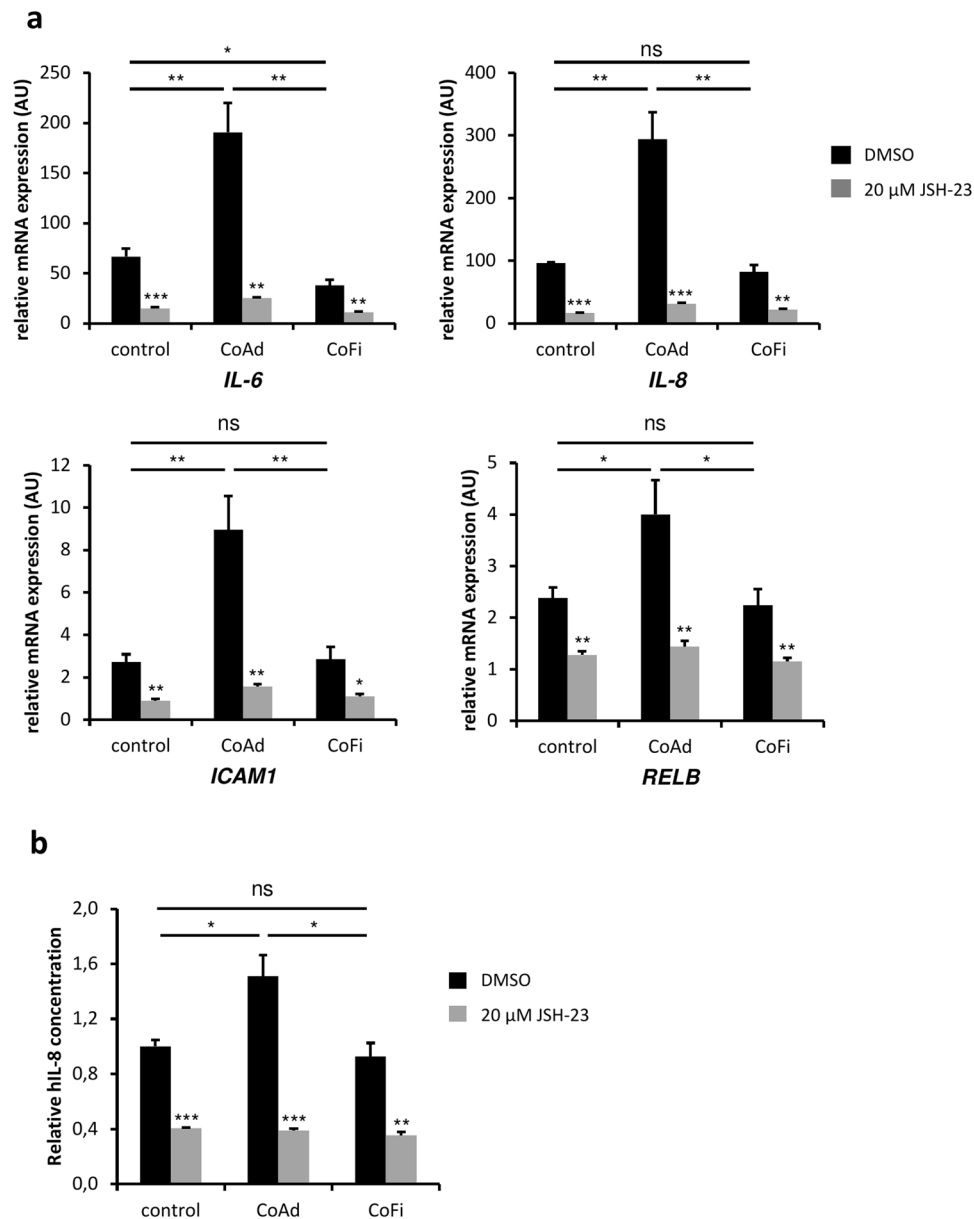 a
*
** **
250
200
150
100
50
0
relative mRNA expression (AU)
*** ** **
control CoAd CoFi
IL-6
ns
** **
400
300
200
100
0
relative mRNA expression (AU)
*** *** **
control CoAd CoFi
IL-8
DMSO
20 µM JSH-23
ns
** **
12
10
8
6
4
2
0
relative mRNA expression (AU)
** ** *
control CoAd CoFi
ICAM1
ns
* *
5
4
3
2
1
0
relative mRNA expression (AU)
** ** **
control CoAd CoFi
RELB
b
ns
* *
2,0
1,6
1,2
0,8
0,4
0,0
Relative hIL-8 concentration
*** *** **
control CoAd CoFi
DMSO
20 µM JSH-23